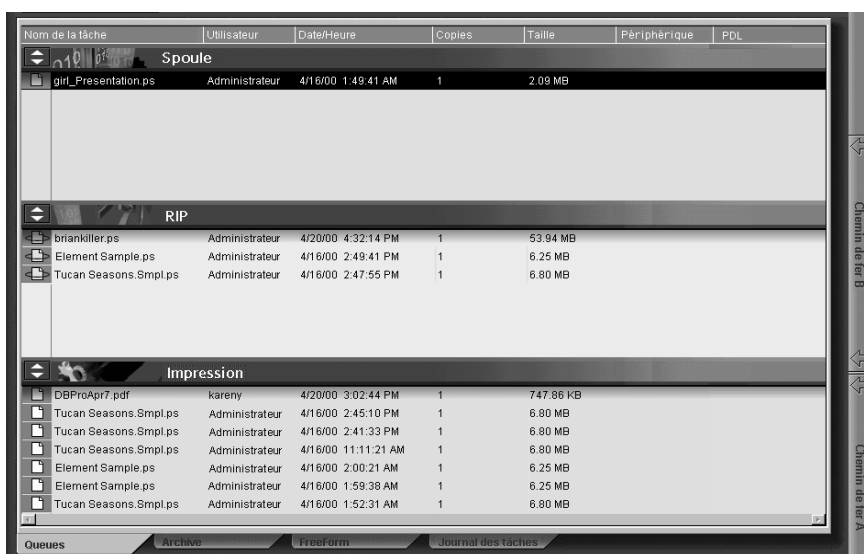 Nom de la tâche Utilisateur Date/Heure Copies Taille Périphérique PDL
Spoule
girl_Presentation.ps Administrateur 4/16/00 1:49:41 AM 1 2.09 MB
RIP
briankiller.ps Administrateur 4/20/00 4:32:14 PM 1 53.94 MB
Element Sample.ps Administrateur 4/16/00 2:49:41 PM 1 6.25 MB
Tucan Seasons.Smpl.ps Administrateur 4/16/00 2:47:55 PM 1 6.80 MB
Impression
DBProApr7.pdf kareny 4/20/00 3:02:44 PM 1 747.86 KB
Tucan Seasons.Smpl.ps Administrateur 4/16/00 2:45:10 PM 1 6.80 MB
Tucan Seasons.Smpl.ps Administrateur 4/16/00 2:41:33 PM 1 6.80 MB
Tucan Seasons.Smpl.ps Administrateur 4/16/00 11:11:21 AM 1 6.80 MB
Element Sample.ps Administrateur 4/16/00 2:00:21 AM 1 6.25 MB
Element Sample.ps Administrateur 4/16/00 1:59:38 AM 1 6.25 MB
Tucan Seasons.Smpl.ps Administrateur 4/16/00 1:52:31 AM 1 6.80 MB
Queues Archive FreeForm Journal des tâches
Chemin de fer B
Chemin de fer A